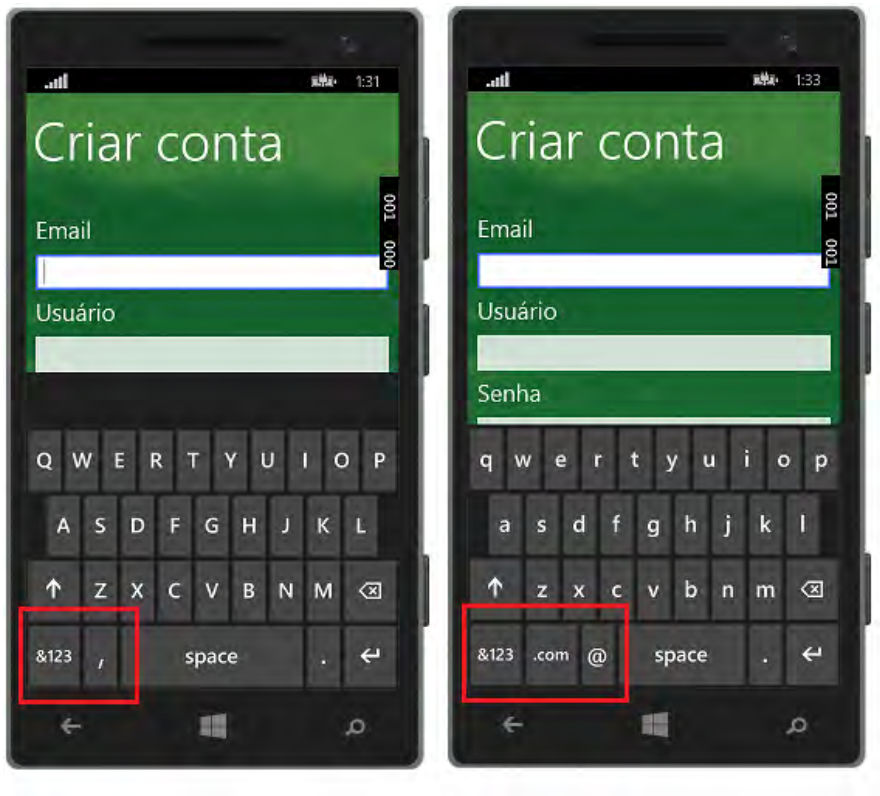 1:31
Criar conta
001 000
Email
Usuário
Q W E R T Y U I O P
A S D F G H J K L
Z X C V B N M
&123 , space .
1:33
Criar conta
001 001
Email
Usuário
Senha
q w e r t y u i o p
a s d f g h j k l
z x c v b n m
&123 .com @ space .